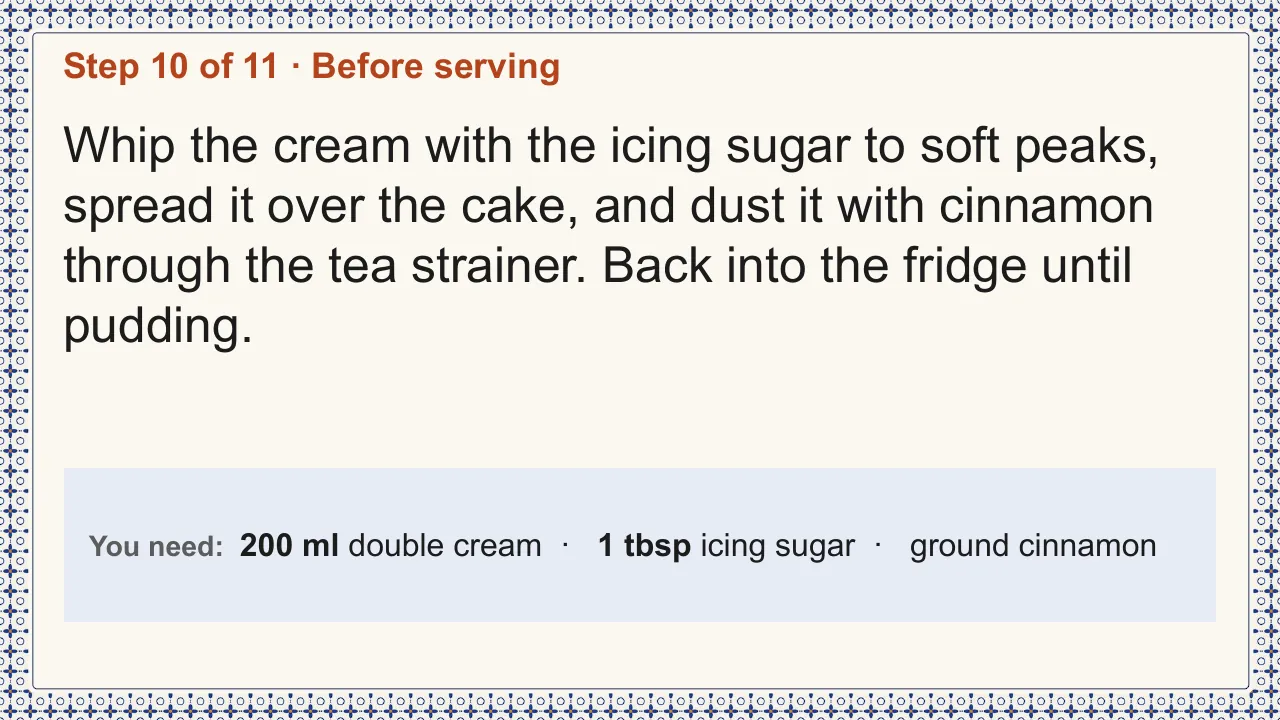 Step 10 of 11 · Before serving
Whip the cream with the icing sugar to soft peaks,
spread it over the cake, and dust it with cinnamon
through the tea strainer. Back into the fridge until
pudding.
You need: 200 ml double cream · 1 tbsp icing sugar · ground cinnamon